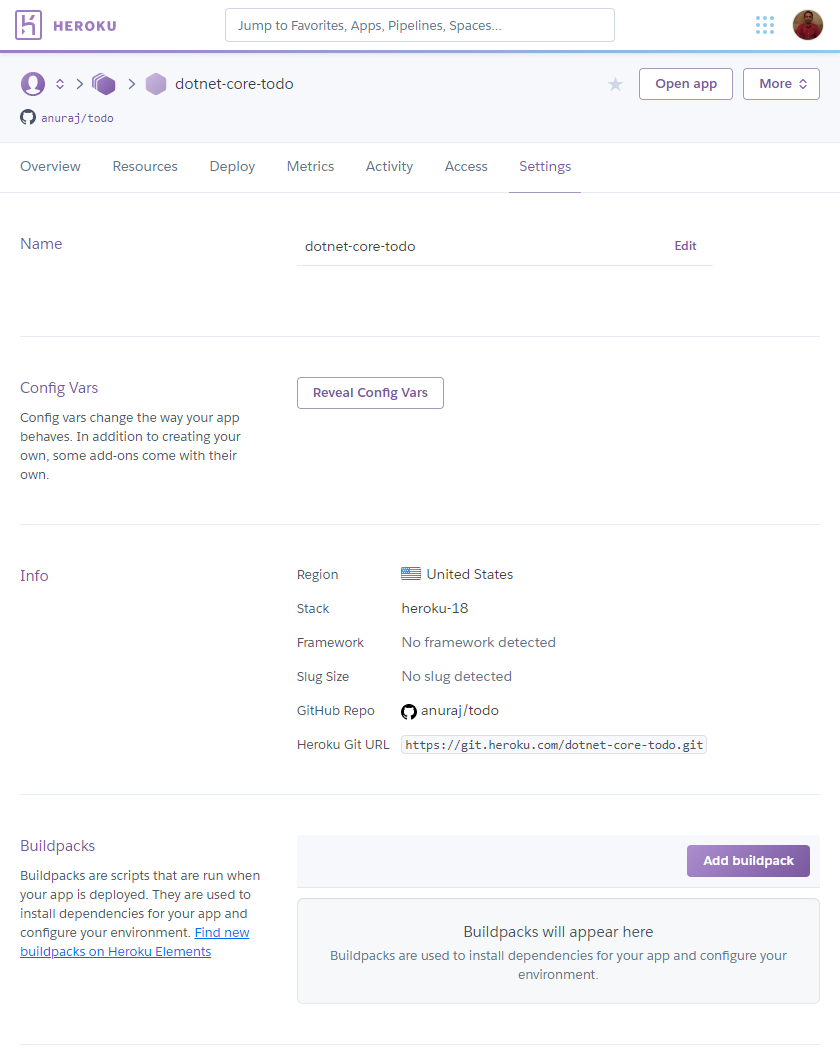 HEROKU
Jump to Favorites, Apps, Pipelines, Spaces...
dotnet-core-todo
Open app
More
anuraj/todo
Overview Resources Deploy Metrics Activity Access Settings
Name
dotnet-core-todo
Edit
Config Vars
Config vars change the way your app
behaves. In addition to creating your
own, some add-ons come with their
own.
Reveal Config Vars
Info
Region United States
Stack heroku-18
Framework No framework detected
Slug Size No slug detected
GitHub Repo anuraj/todo
Heroku Git URL https://git.heroku.com/dotnet-core-todo.git
Buildpacks
Buildpacks are scripts that are run when
your app is deployed. They are used to
install dependencies for your app and
configure your environment. Find new
buildpacks on Heroku Elements
Add buildpack
Buildpacks will appear here
Buildpacks are used to install dependencies for your app and configure your
environment.